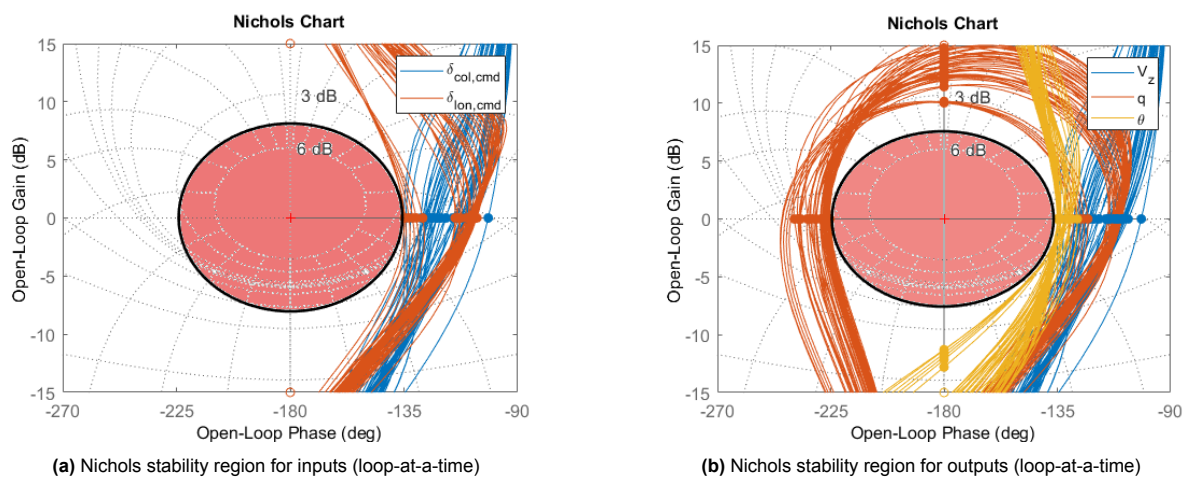 Nichols Chart
15
10
5
0
-5
-10
-15
Open-Loop Gain (dB)
3 dB
6 dB
δcol,cmd
δlon,cmd
-270
-225
-180
-135
-90
Open-Loop Phase (deg)
(a) Nichols stability region for inputs (loop-at-a-time)
Nichols Chart
15
10
5
0
-5
-10
-15
Open-Loop Gain (dB)
3 dB
6 dB
Vz
q
θ
-270
-225
-180
-135
-90
Open-Loop Phase (deg)
(b) Nichols stability region for outputs (loop-at-a-time)